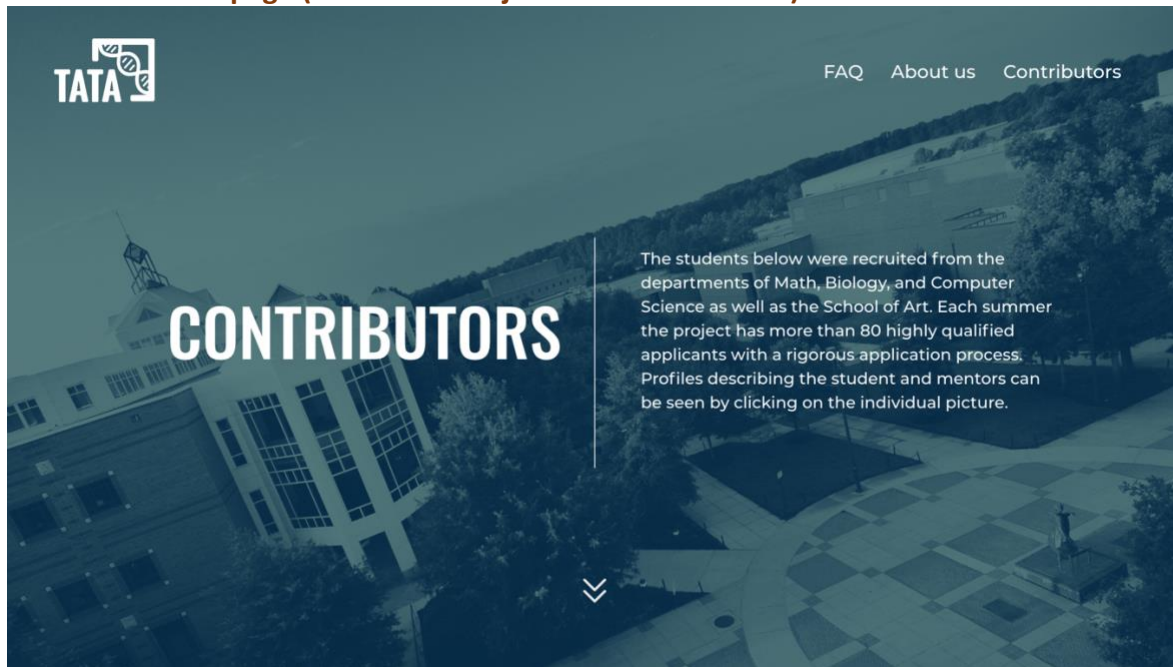 TATA
FAQ About us Contributors
CONTRIBUTORS
The students below were recruited from the
departments of Math, Biology, and Computer
Science as well as the School of Art. Each summer
the project has more than 80 highly qualified
applicants with a rigorous application process.
Profiles describing the student and mentors can
be seen by clicking on the individual picture.